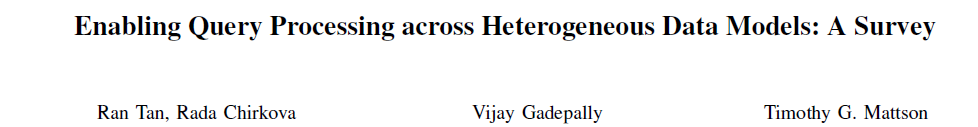 Enabling Query Processing across Heterogeneous Data Models: A Survey
Ran Tan, Rada Chirkova Vijay Gadepally Timothy G. Mattson